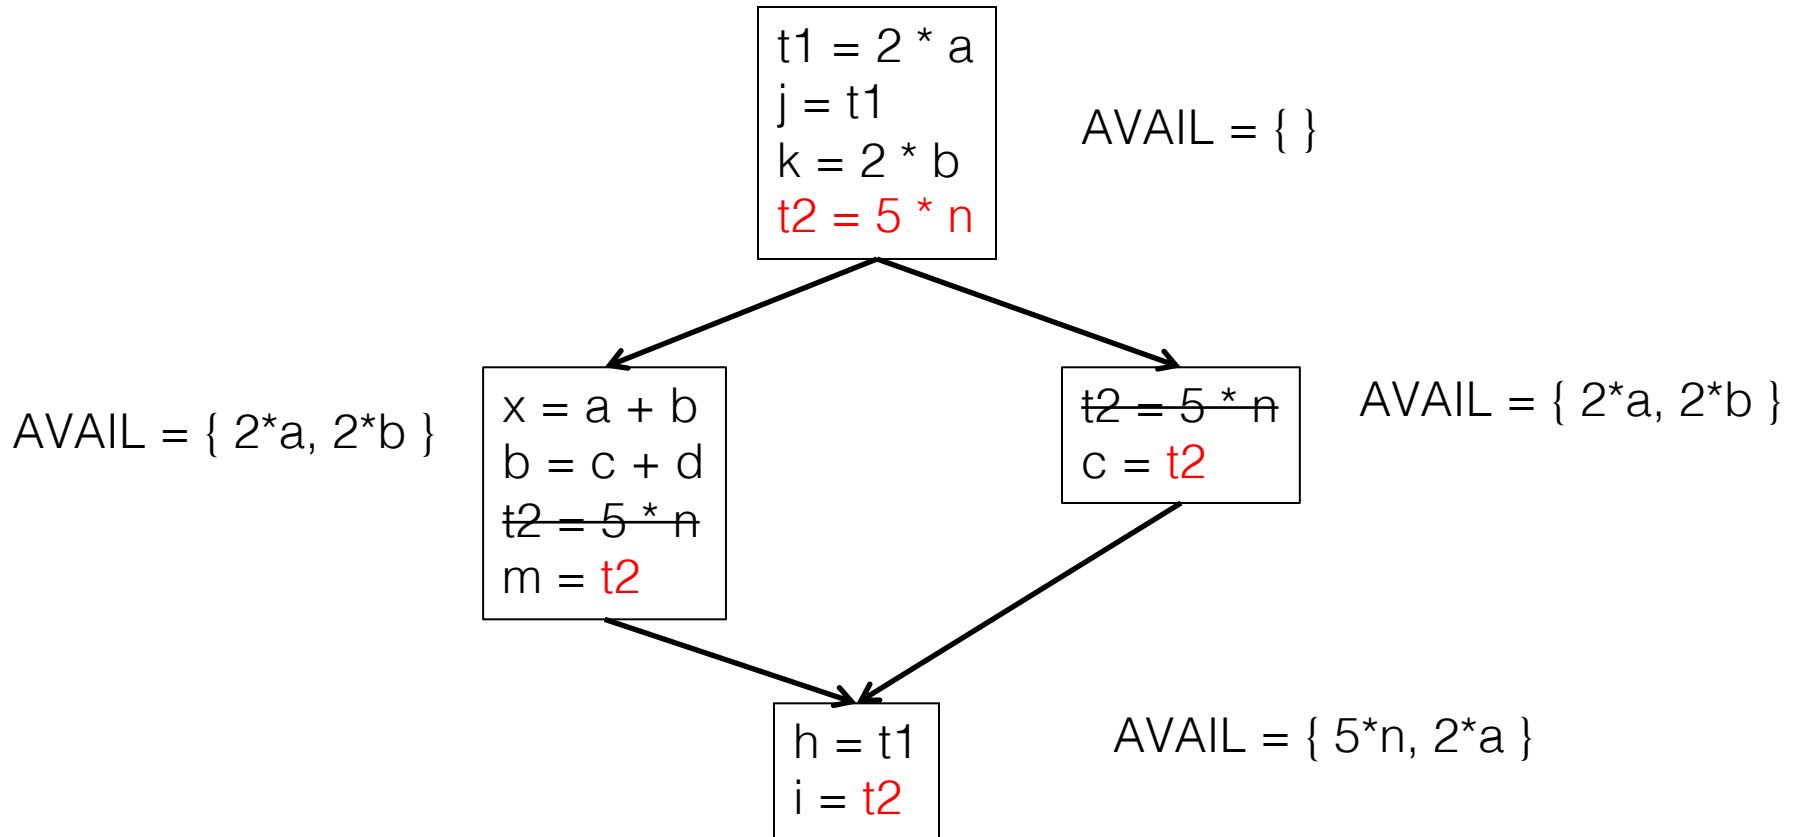 t1 = 2 * a
j = t1
k = 2 * b
t2 = 5 * n
AVAIL = { }
AVAIL = { 2*a, 2*b }
x = a + b
b = c + d
t2 = 5 * n
m = t2
t2 = 5 * n
c = t2
AVAIL = { 2*a, 2*b }
h = t1
i = t2
AVAIL = { 5*n, 2*a }